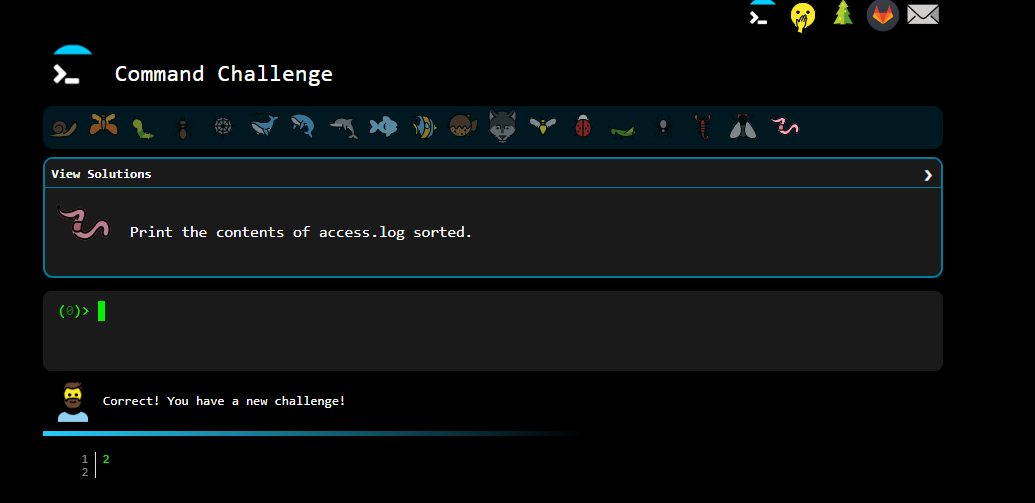 Command Challenge
View Solutions
Print the contents of access.log sorted.
(0)>
Correct! You have a new challenge!
1 2
2